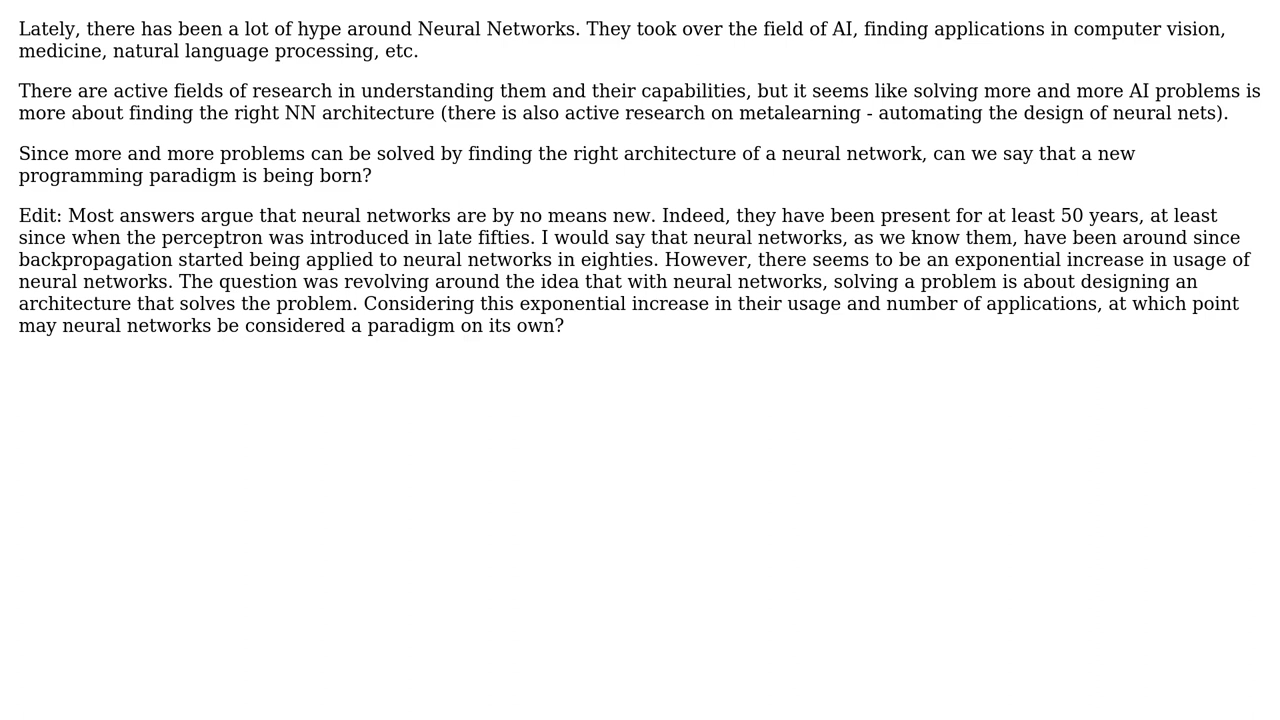 Lately, there has been a lot of hype around Neural Networks. They took over the field of AI, finding applications in computer vision,
medicine, natural language processing, etc.
There are active fields of research in understanding them and their capabilities, but it seems like solving more and more AI problems is
more about finding the right NN architecture (there is also active research on metalearning - automating the design of neural nets).
Since more and more problems can be solved by finding the right architecture of a neural network, can we say that a new
programming paradigm is being born?
Edit: Most answers argue that neural networks are by no means new. Indeed, they have been present for at least 50 years, at least
since when the perceptron was introduced in late fifties. I would say that neural networks, as we know them, have been around since
backpropagation started being applied to neural networks in eighties. However, there seems to be an exponential increase in usage of
neural networks. The question was revolving around the idea that with neural networks, solving a problem is about designing an
architecture that solves the problem. Considering this exponential increase in their usage and number of applications, at which point
may neural networks be considered a paradigm on its own?